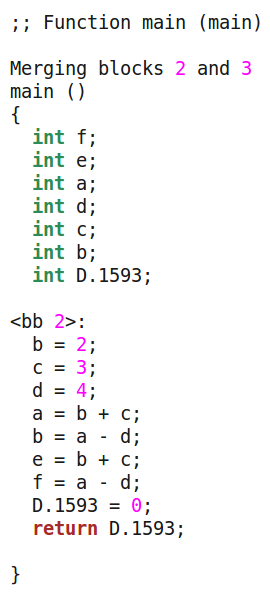 ;; Function main (main)
Merging blocks 2 and 3
main ()
{
  int f;
  int e;
  int a;
  int d;
  int c;
  int b;
  int D.1593;
<bb 2>:
  b = 2;
  c = 3;
  d = 4;
  a = b + c;
  b = a - d;
  e = b + c;
  f = a - d;
  D.1593 = 0;
  return D.1593;
}